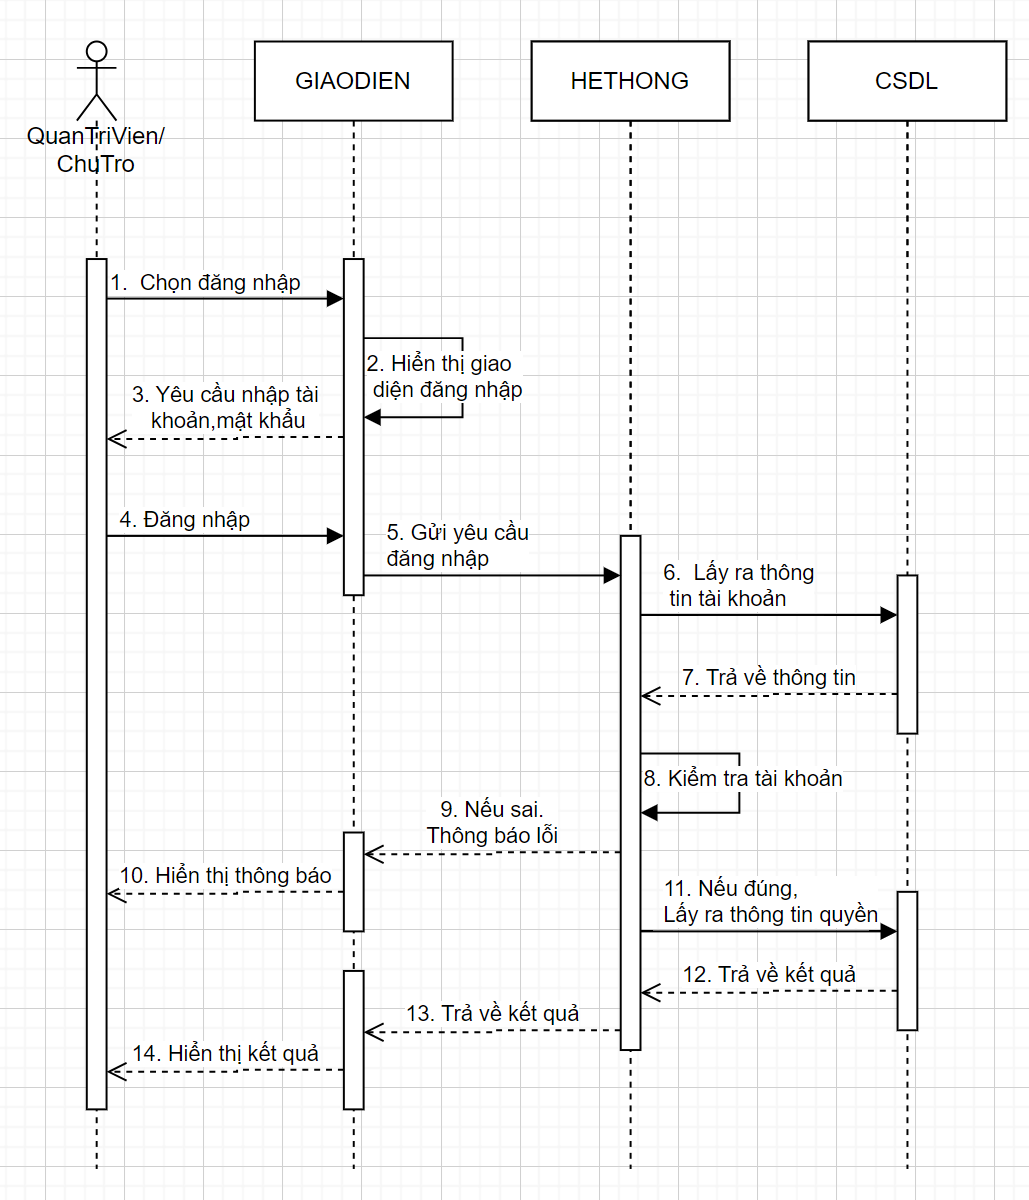 GIAODIEN
HETHONG
CSDL
QuanTriVien/
ChuTro
1. Chọn đăng nhập
2. Hiển thị giao
diện đăng nhập
3. Yêu cầu nhập tài
khoản,mật khẩu
4. Đăng nhập
5. Gửi yêu cầu
đăng nhập
6. Lấy ra thông
tin tài khoản
7. Trả về thông tin
8. Kiểm tra tài khoản
9. Nếu sai.
Thông báo lỗi
10. Hiển thị thông báo
11. Nếu đúng,
Lấy ra thông tin quyền
12. Trả về kết quả
13. Trả về kết quả
14. Hiển thị kết quả